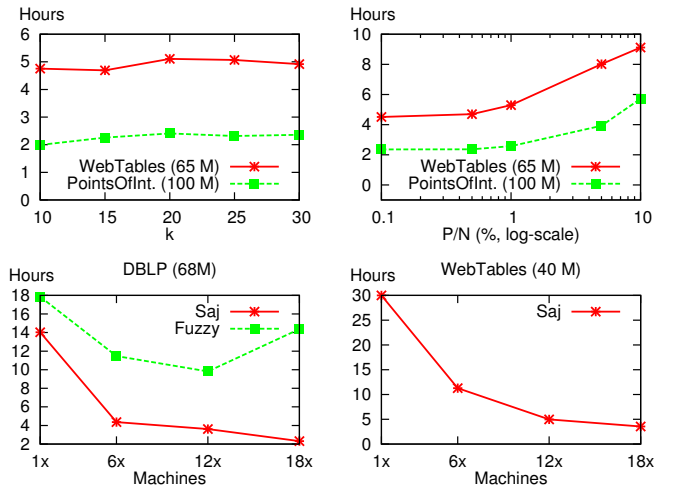 Hours
6
5
4
3
2
1
0
WebTables (65 M)
PointsOfInt. (100 M)
10 15 20 25 30
k
Hours
10
8
6
4
2
0
WebTables (65 M)
PointsOfInt. (100 M)
0.1 1 10
P/N (%, log-scale)
Hours
DBLP (68M)
18
16
14
12
10
8
6
4
2
Saj
Fuzzy
1x 6x 12x 18x
Machines
Hours
WebTables (40 M)
30
25
20
15
10
5
0
Saj
1x 6x 12x 18x
Machines